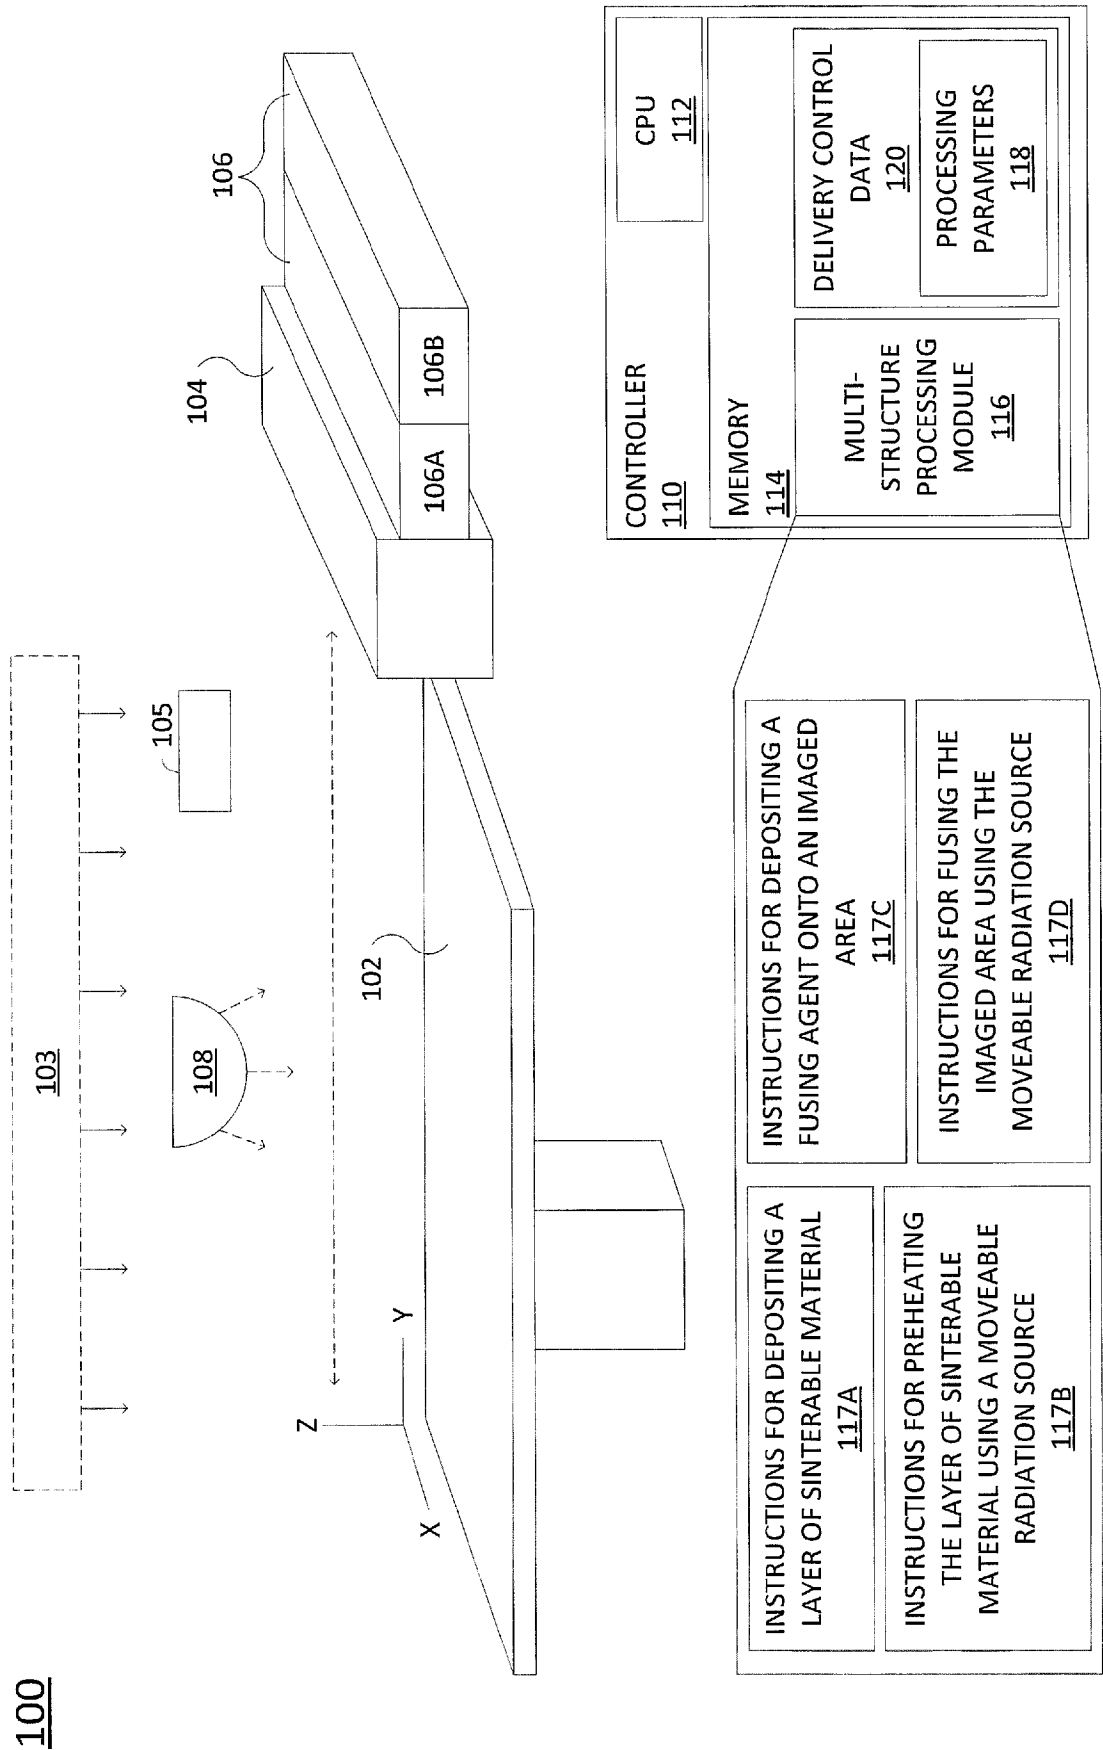 100
103
105
108
104
106
102
106A
106B
Z
Y
X
INSTRUCTIONS FOR DEPOSITING A
LAYER OF SINTERABLE MATERIAL
117A
INSTRUCTIONS FOR PREHEATING
THE LAYER OF SINTERABLE
MATERIAL USING A MOVEABLE
RADIATION SOURCE
117B
INSTRUCTIONS FOR DEPOSITING A
FUSING AGENT ONTO AN IMAGED
AREA
117C
INSTRUCTIONS FOR FUSING THE
IMAGED AREA USING THE
MOVEABLE RADIATION SOURCE
117D
CONTROLLER
110
CPU
112
MEMORY
114
MULTI-
STRUCTURE
PROCESSING
MODULE
116
DELIVERY CONTROL
DATA
120
PROCESSING
PARAMETERS
118